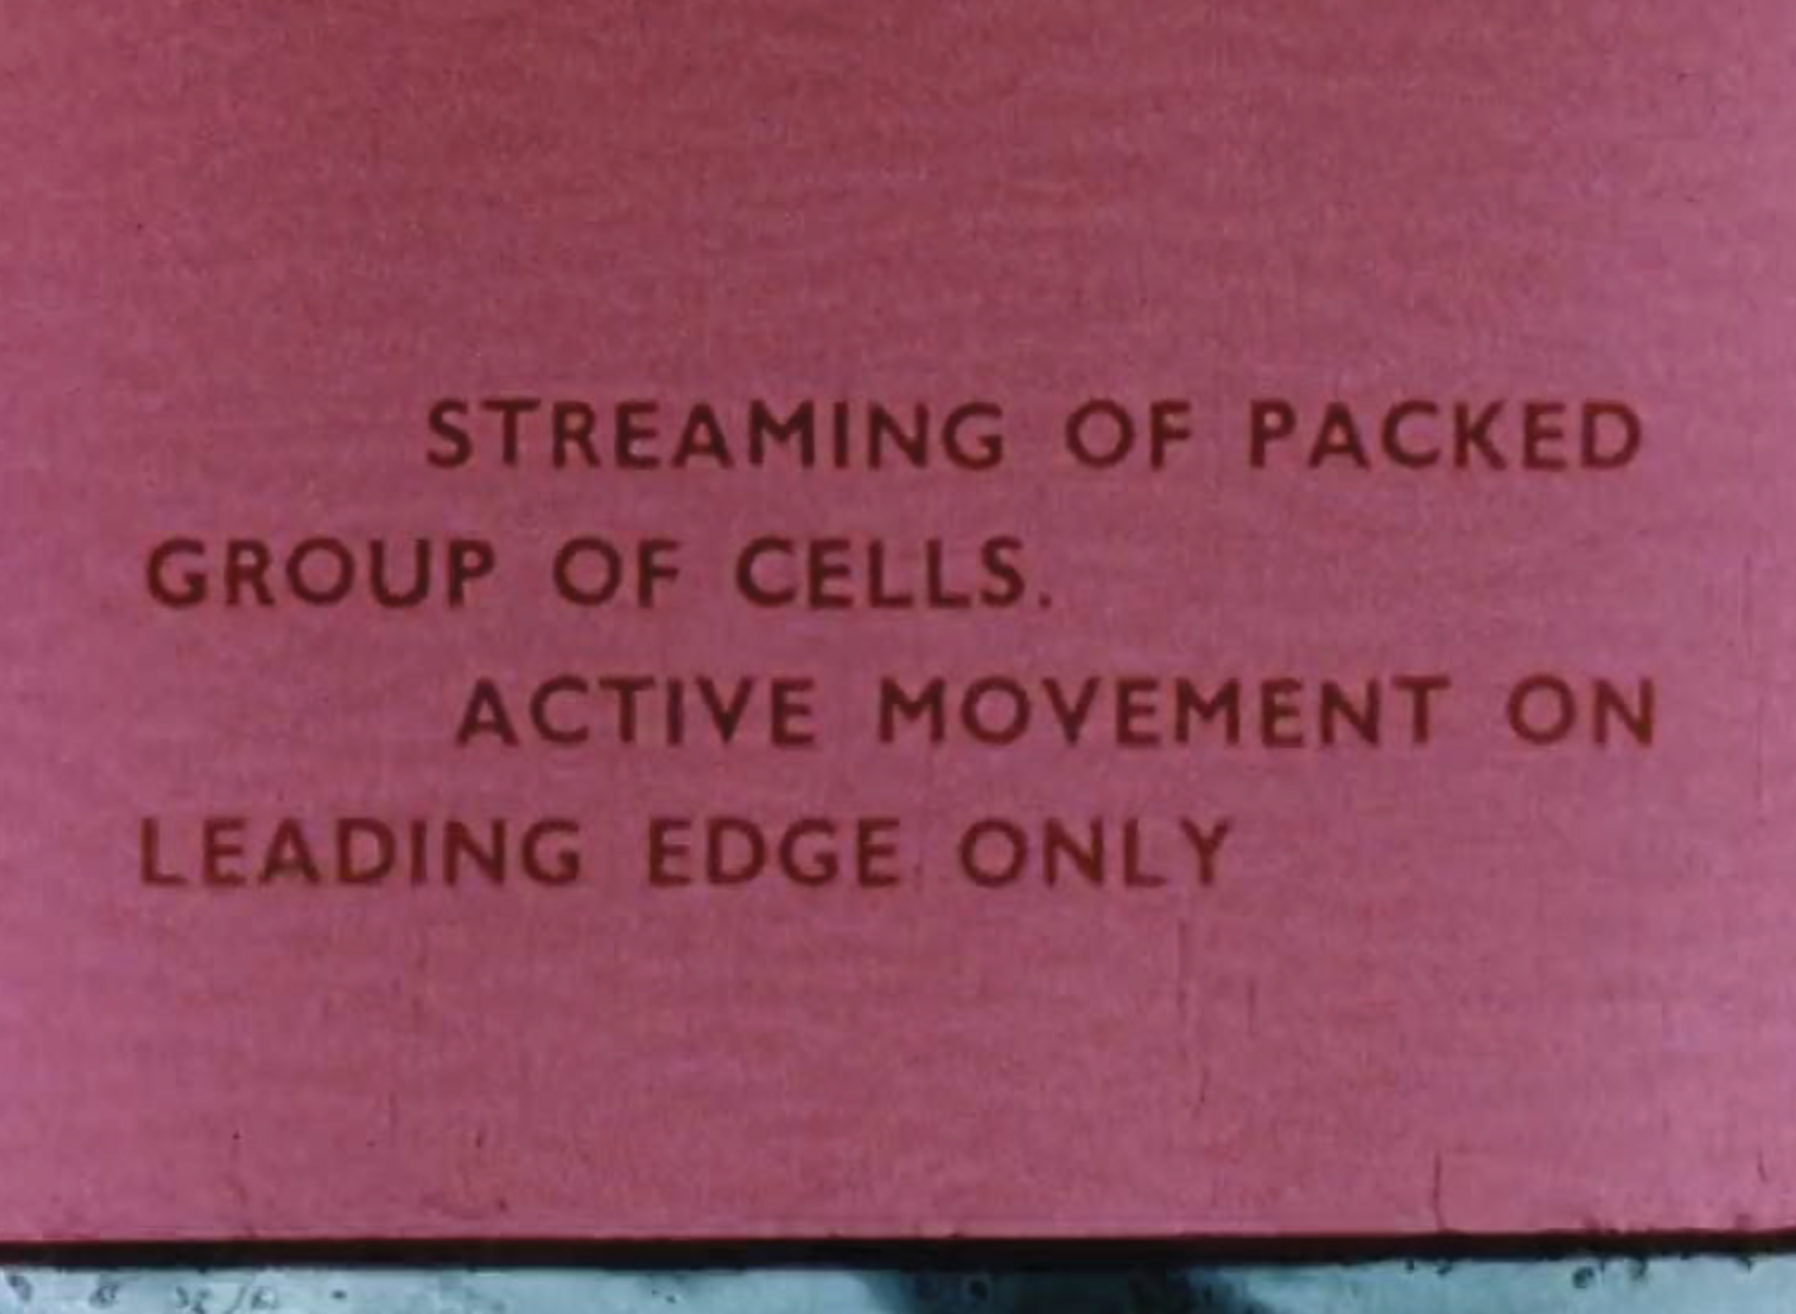 STREAMING OF PACKED
GROUP OF CELLS.
ACTIVE MOVEMENT ON
LEADING EDGE ONLY